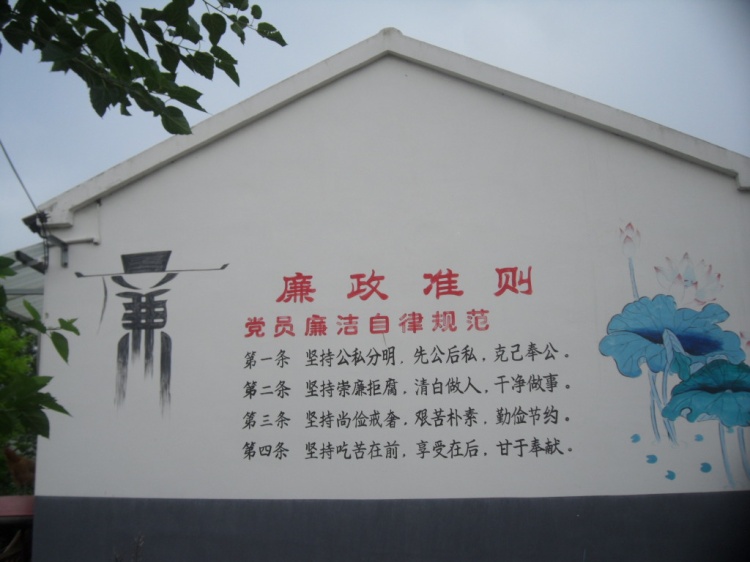 廉
廉政准则
党员廉洁自律规范
第一条 坚持公私分明，先公后私，克己奉公。
第二条 坚持崇廉拒腐，清白做人，干净做事。
第三条 坚持尚俭戒奢，艰苦朴素，勤俭节约。
第四条 坚持吃苦在前，享受在后，甘于奉献。